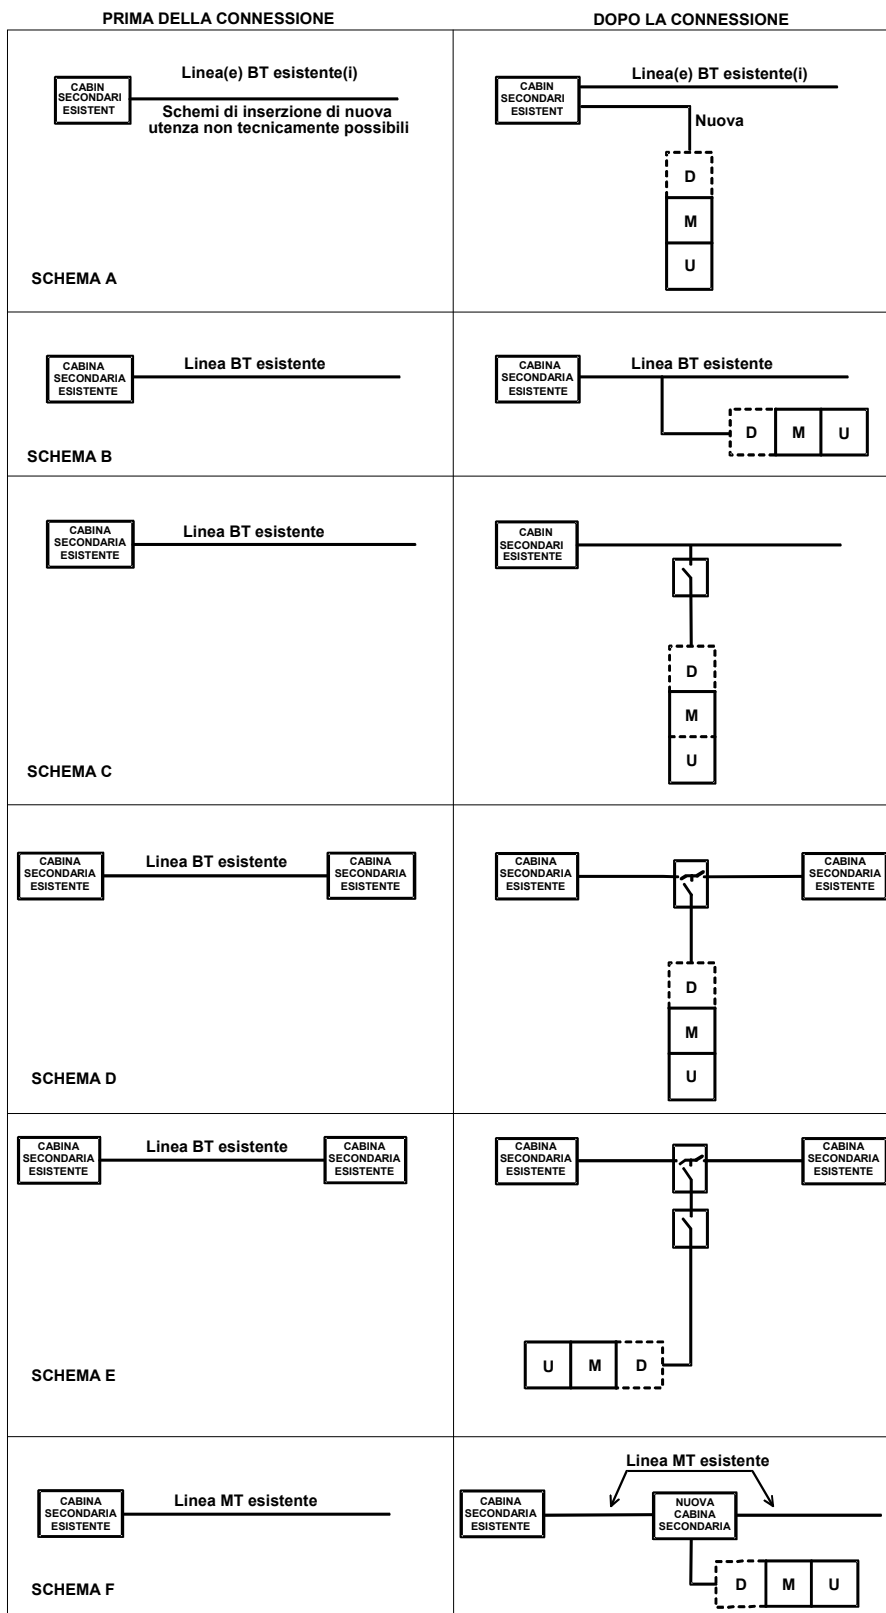 PRIMA DELLA CONNESSIONE
DOPO LA CONNESSIONE
Linea(e) BT esistente(i)
CABIN
SECONDARI
ESISTENT
Schemi di inserzione di nuova
utenza non tecnicamente possibili
SCHEMA A
Linea(e) BT esistente(i)
CABIN
SECONDARI
ESISTENT
Nuova
D
M
U
CABINA
SECONDARIA
ESISTENTE
Linea BT esistente
SCHEMA B
CABINA
SECONDARIA
ESISTENTE
Linea BT esistente
D M U
CABINA
SECONDARIA
ESISTENTE
Linea BT esistente
SCHEMA C
CABIN
SECONDARI
ESISTENTE
D
M
U
CABINA
SECONDARIA
ESISTENTE
Linea BT esistente
CABINA
SECONDARIA
ESISTENTE
SCHEMA D
CABINA
SECONDARIA
ESISTENTE
CABINA
SECONDARIA
ESISTENTE
D
M
U
CABINA
SECONDARIA
ESISTENTE
Linea BT esistente
CABINA
SECONDARIA
ESISTENTE
SCHEMA E
CABINA
SECONDARIA
ESISTENTE
CABINA
SECONDARIA
ESISTENTE
U M D
CABINA
SECONDARIA
ESISTENTE
Linea MT esistente
SCHEMA F
Linea MT esistente
CABINA
SECONDARIA
ESISTENTE
NUOVA
CABINA
SECONDARIA
D M U